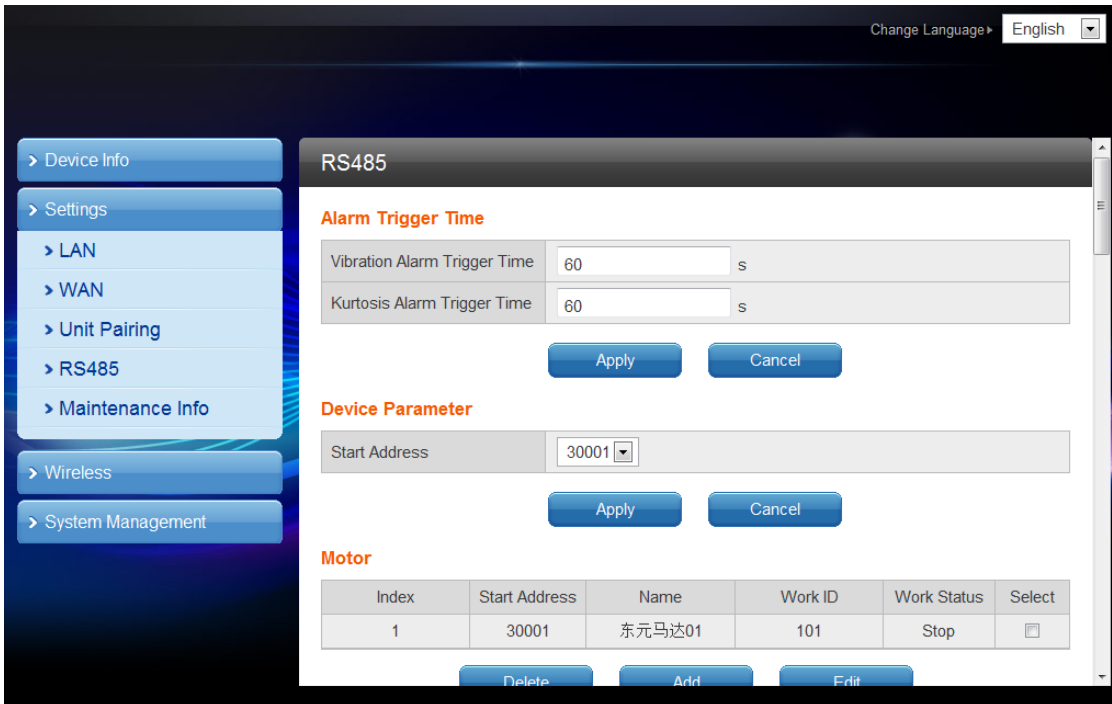 Change Language
English
Device Info
Settings
LAN
WAN
Unit Pairing
RS485
Maintenance Info
Wireless
System Management
RS485
Alarm Trigger Time
Vibration Alarm Trigger Time 60 s
Kurtosis Alarm Trigger Time 60 s
Apply Cancel
Device Parameter
Start Address 30001
Apply Cancel
Motor
Index Start Address Name Work ID Work Status Select
1 30001 东元马达01 101 Stop
Delete Add Edit